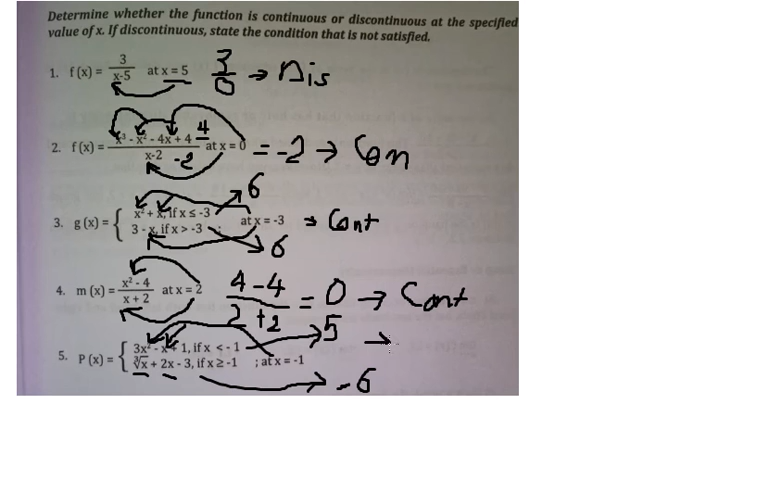 Determine whether the function is continuous or discontinuous at the specified
value of x. If discontinuous, state the condition that is not satisfied.
1. f(x) = 3/x-5 at x = 5 3/0 → Dis
2. f(x) = x³ - x² - 4x + 4/x-2 at x = 0 4/-2 = -2 → Con
3. g(x) = { x² + x, if x ≤ -3 6
3 - x, if x > -3 ; at x = -3 → Cont 6
4. m(x) = x² - 4/x + 2 at x = 2 4-4/2+2 = 0 → Cont
5. P(x) = { 3x² - x + 1, if x < -1 5 →
∛x + 2x - 3, if x ≥ -1 ; at x = -1 -6